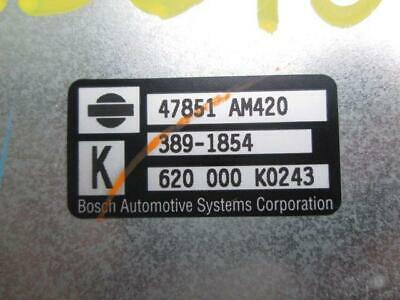 47851 AM420
K
389-1854
620 000 K0243
Bosch Automotive Systems Corporation